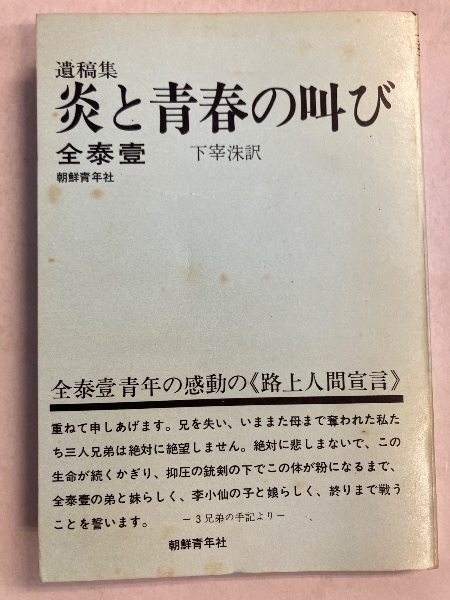 遺稿集
炎と青春の叫び
全泰壹 下宰洙訳
朝鮮青年社
全泰壹青年の感動の《路上人間宣言》
重ねて申しあげます。兄を失い、いままた母まで奪われた私た
ち三人兄弟は絶対に絶望しません。絶対に悲しまないで、この
生命が続くかぎり、抑圧の銃剣の下でこの体が粉になるまで、
全泰壹の弟と妹らしく、李小仙の子と娘らしく、終りまで戦う
ことを誓います。 －3兄弟の手記より－
朝鮮青年社